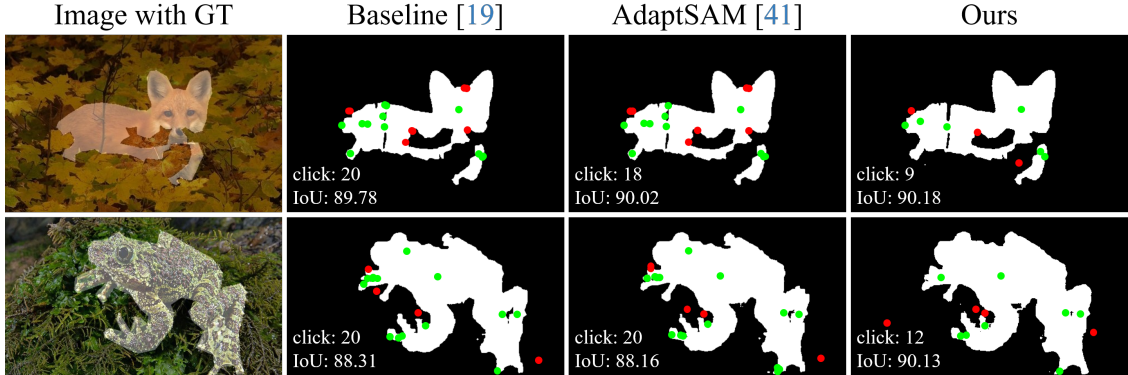 Image with GT
Baseline [19]
AdaptSAM [41]
Ours
click: 20
IoU: 89.78
click: 18
IoU: 90.02
click: 9
IoU: 90.18
click: 20
IoU: 88.31
click: 20
IoU: 88.16
click: 12
IoU: 90.13